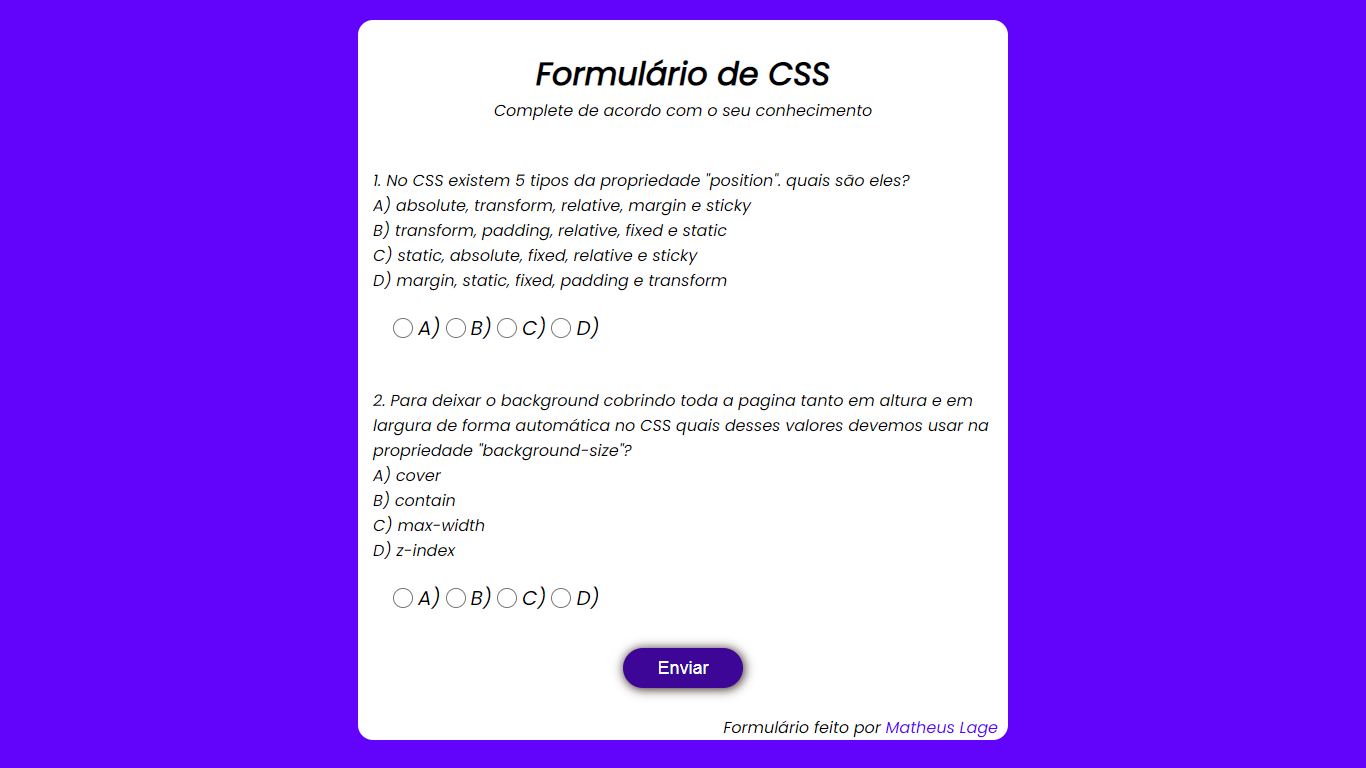 Formulário de CSS
Complete de acordo com o seu conhecimento
1. No CSS existem 5 tipos da propriedade "position". quais são eles?
A) absolute, transform, relative, margin e sticky
B) transform, padding, relative, fixed e static
C) static, absolute, fixed, relative e sticky
D) margin, static, fixed, padding e transform
A) B) C) D)
2. Para deixar o background cobrindo toda a pagina tanto em altura e em
largura de forma automática no CSS quais desses valores devemos usar na
propriedade "background-size"?
A) cover
B) contain
C) max-width
D) z-index
A) B) C) D)
Enviar
Formulário feito por Matheus Lage